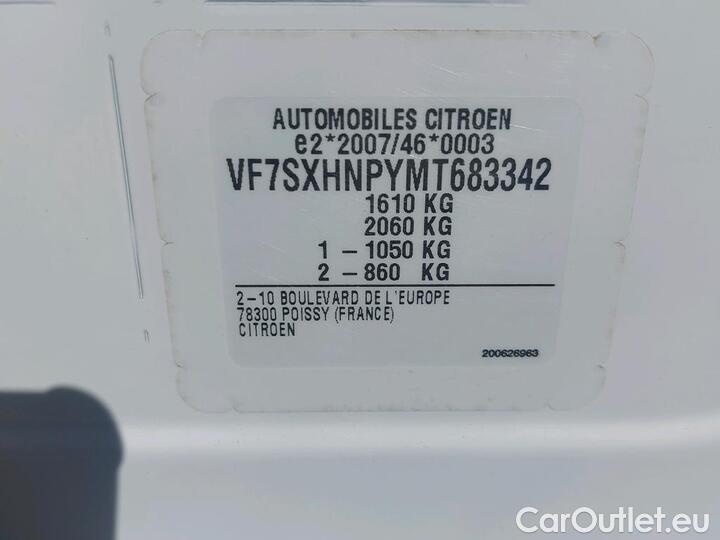 AUTOMOBILES CITROEN
e2*2007/46*0003
VF7SXHNPYMT683342
1610 KG
2060 KG
1 – 1050 KG
2 – 860 KG
2–10 BOULEVARD DE L'EUROPE
78300 POISSY (FRANCE)
CITROEN
200626963
CarOutlet.eu